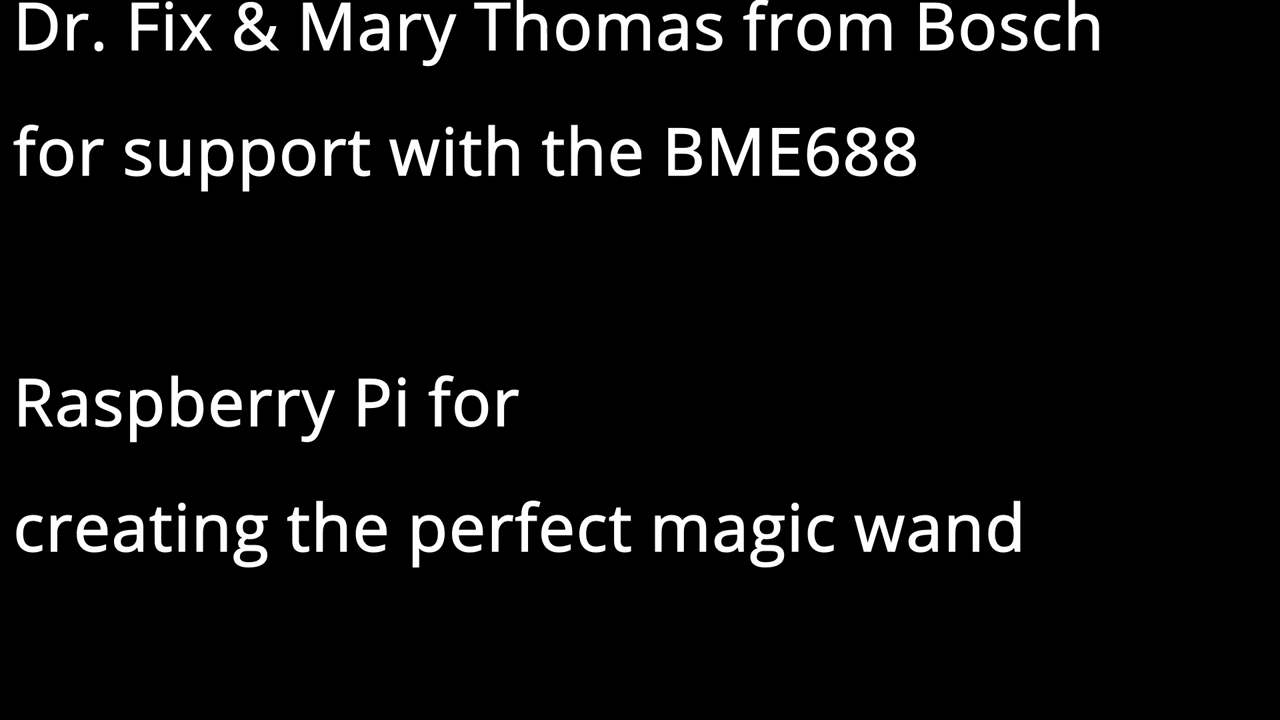 Dr. Fix & Mary Thomas from Bosch
for support with the BME688
Raspberry Pi for
creating the perfect magic wand